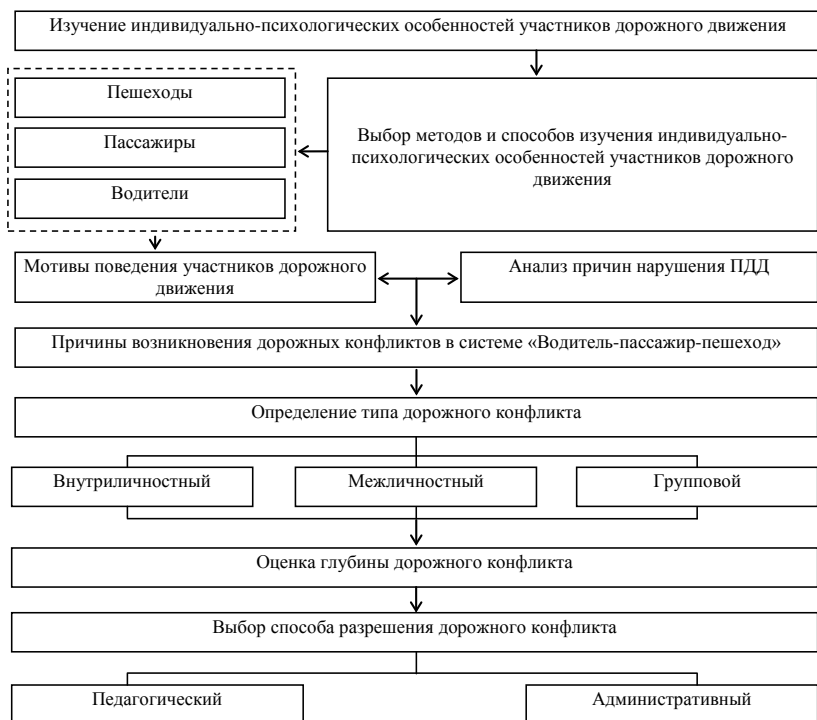 Изучение индивидуально-психологических особенностей участников дорожного движения
Пешеходы
Пассажиры
Водители
Выбор методов и способов изучения индивидуально-
психологических особенностей участников дорожного
движения
Мотивы поведения участников дорожного
движения
Анализ причин нарушения ПДД
Причины возникновения дорожных конфликтов в системе «Водитель-пассажир-пешеход»
Определение типа дорожного конфликта
Внутриличностный
Межличностный
Групповой
Оценка глубины дорожного конфликта
Выбор способа разрешения дорожного конфликта
Педагогический
Административный